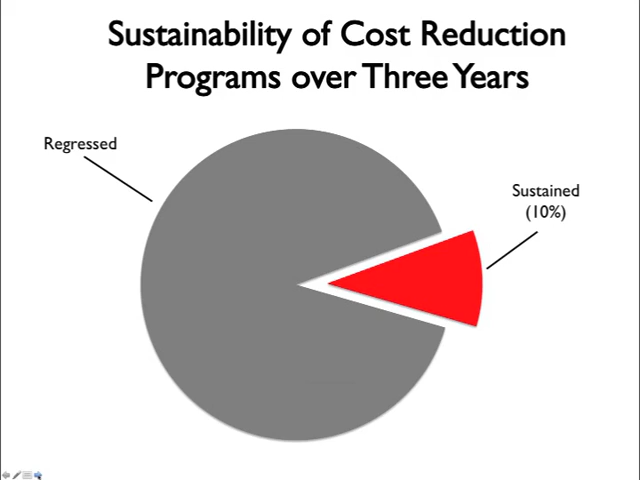 Sustainability of Cost Reduction
Programs over Three Years
Regressed
Sustained
(10%)